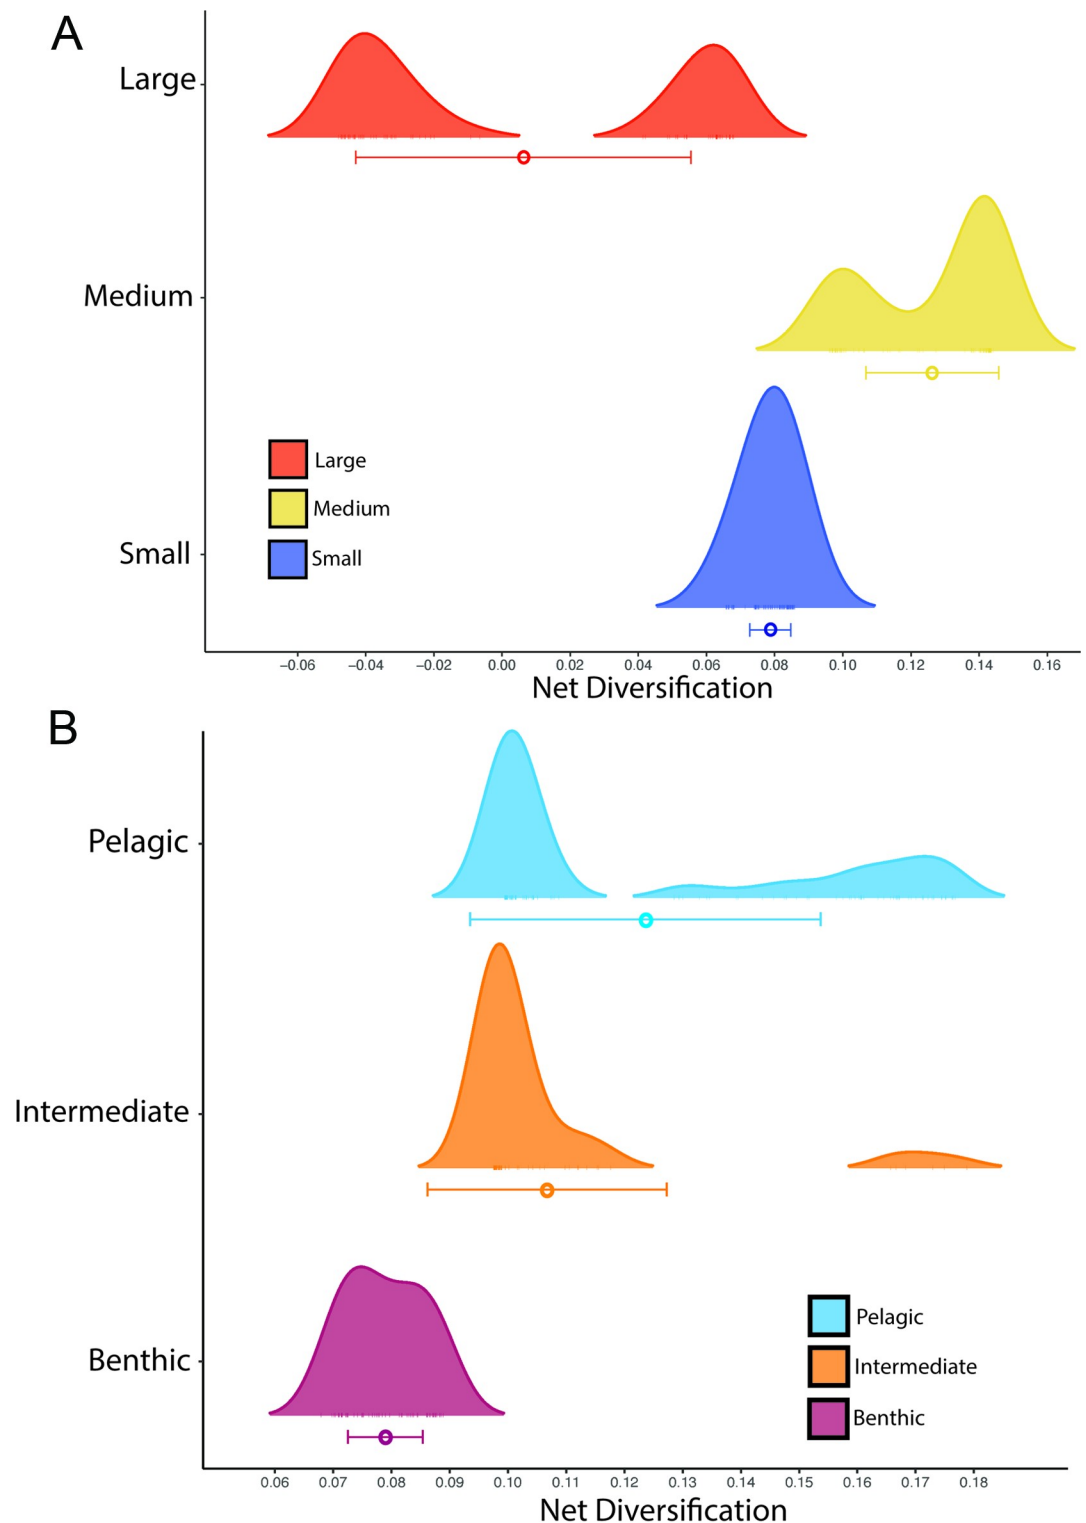 A
Large
Medium
Small
Large
Medium
Small
−0.06 −0.04 −0.02 0.00 0.02 0.04 0.06 0.08 0.10 0.12 0.14 0.16
Net Diversification
B
Pelagic
Intermediate
Benthic
Pelagic
Intermediate
Benthic
0.06 0.07 0.08 0.09 0.10 0.11 0.12 0.13 0.14 0.15 0.16 0.17 0.18
Net Diversification